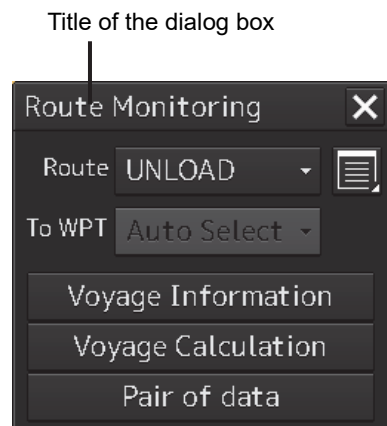 Title of the dialog box
Route Monitoring
Route UNLOAD
To WPT Auto Select
Voyage Information
Voyage Calculation
Pair of data